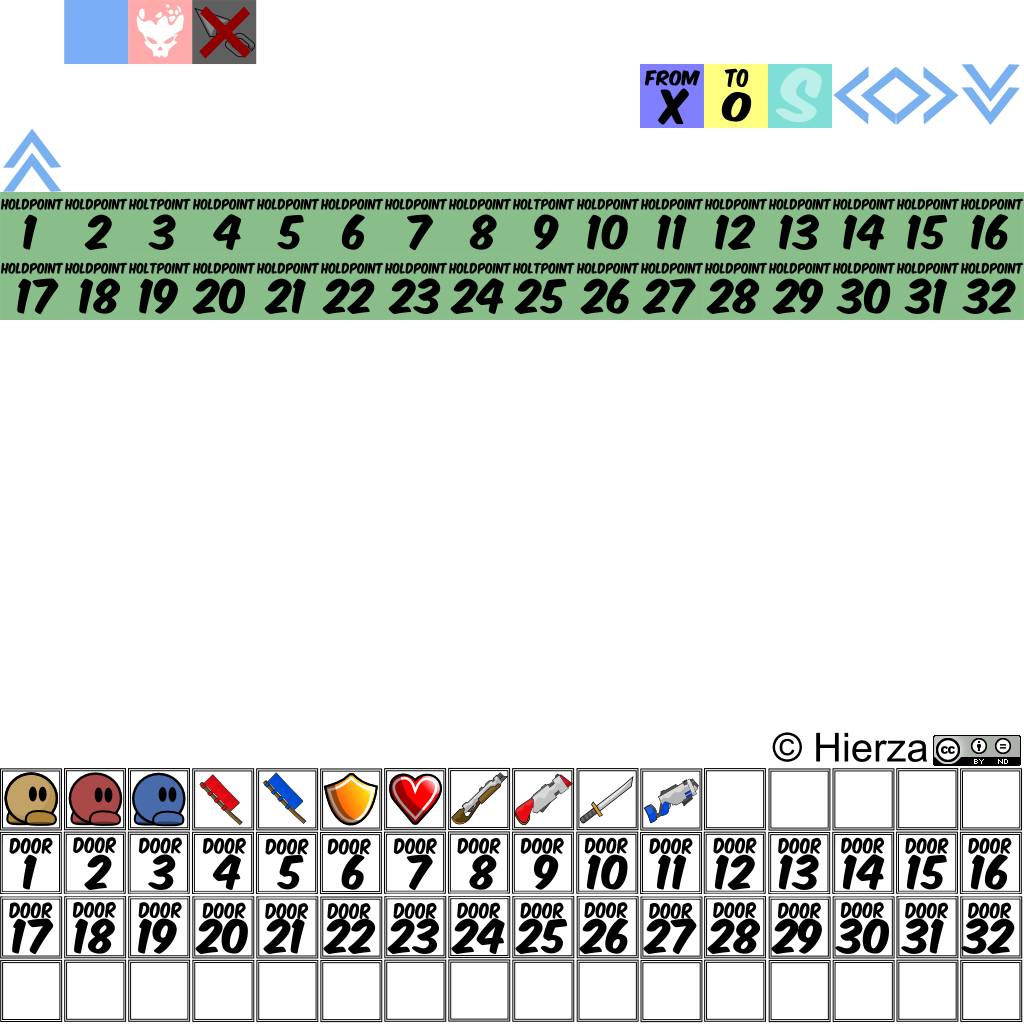 FROM TO S
X O
HOLDPOINT HOLDPOINT HOLTPOINT HOLDPOINT HOLDPOINT HOLDPOINT HOLDPOINT HOLDPOINT HOLTPOINT HOLDPOINT HOLDPOINT HOLDPOINT HOLDPOINT HOLDPOINT HOLDPOINT HOLDPOINT
1 2 3 4 5 6 7 8 9 10 11 12 13 14 15 16
HOLDPOINT HOLDPOINT HOLTPOINT HOLDPOINT HOLDPOINT HOLDPOINT HOLDPOINT HOLDPOINT HOLTPOINT HOLDPOINT HOLDPOINT HOLDPOINT HOLDPOINT HOLDPOINT HOLDPOINT HOLDPOINT
17 18 19 20 21 22 23 24 25 26 27 28 29 30 31 32
© Hierza cc BY ND
DOOR DOOR DOOR DOOR DOOR DOOR DOOR DOOR DOOR DOOR DOOR DOOR DOOR DOOR DOOR DOOR
1 2 3 4 5 6 7 8 9 10 11 12 13 14 15 16
DOOR DOOR DOOR DOOR DOOR DOOR DOOR DOOR DOOR DOOR DOOR DOOR DOOR DOOR DOOR DOOR
17 18 19 20 21 22 23 24 25 26 27 28 29 30 31 32